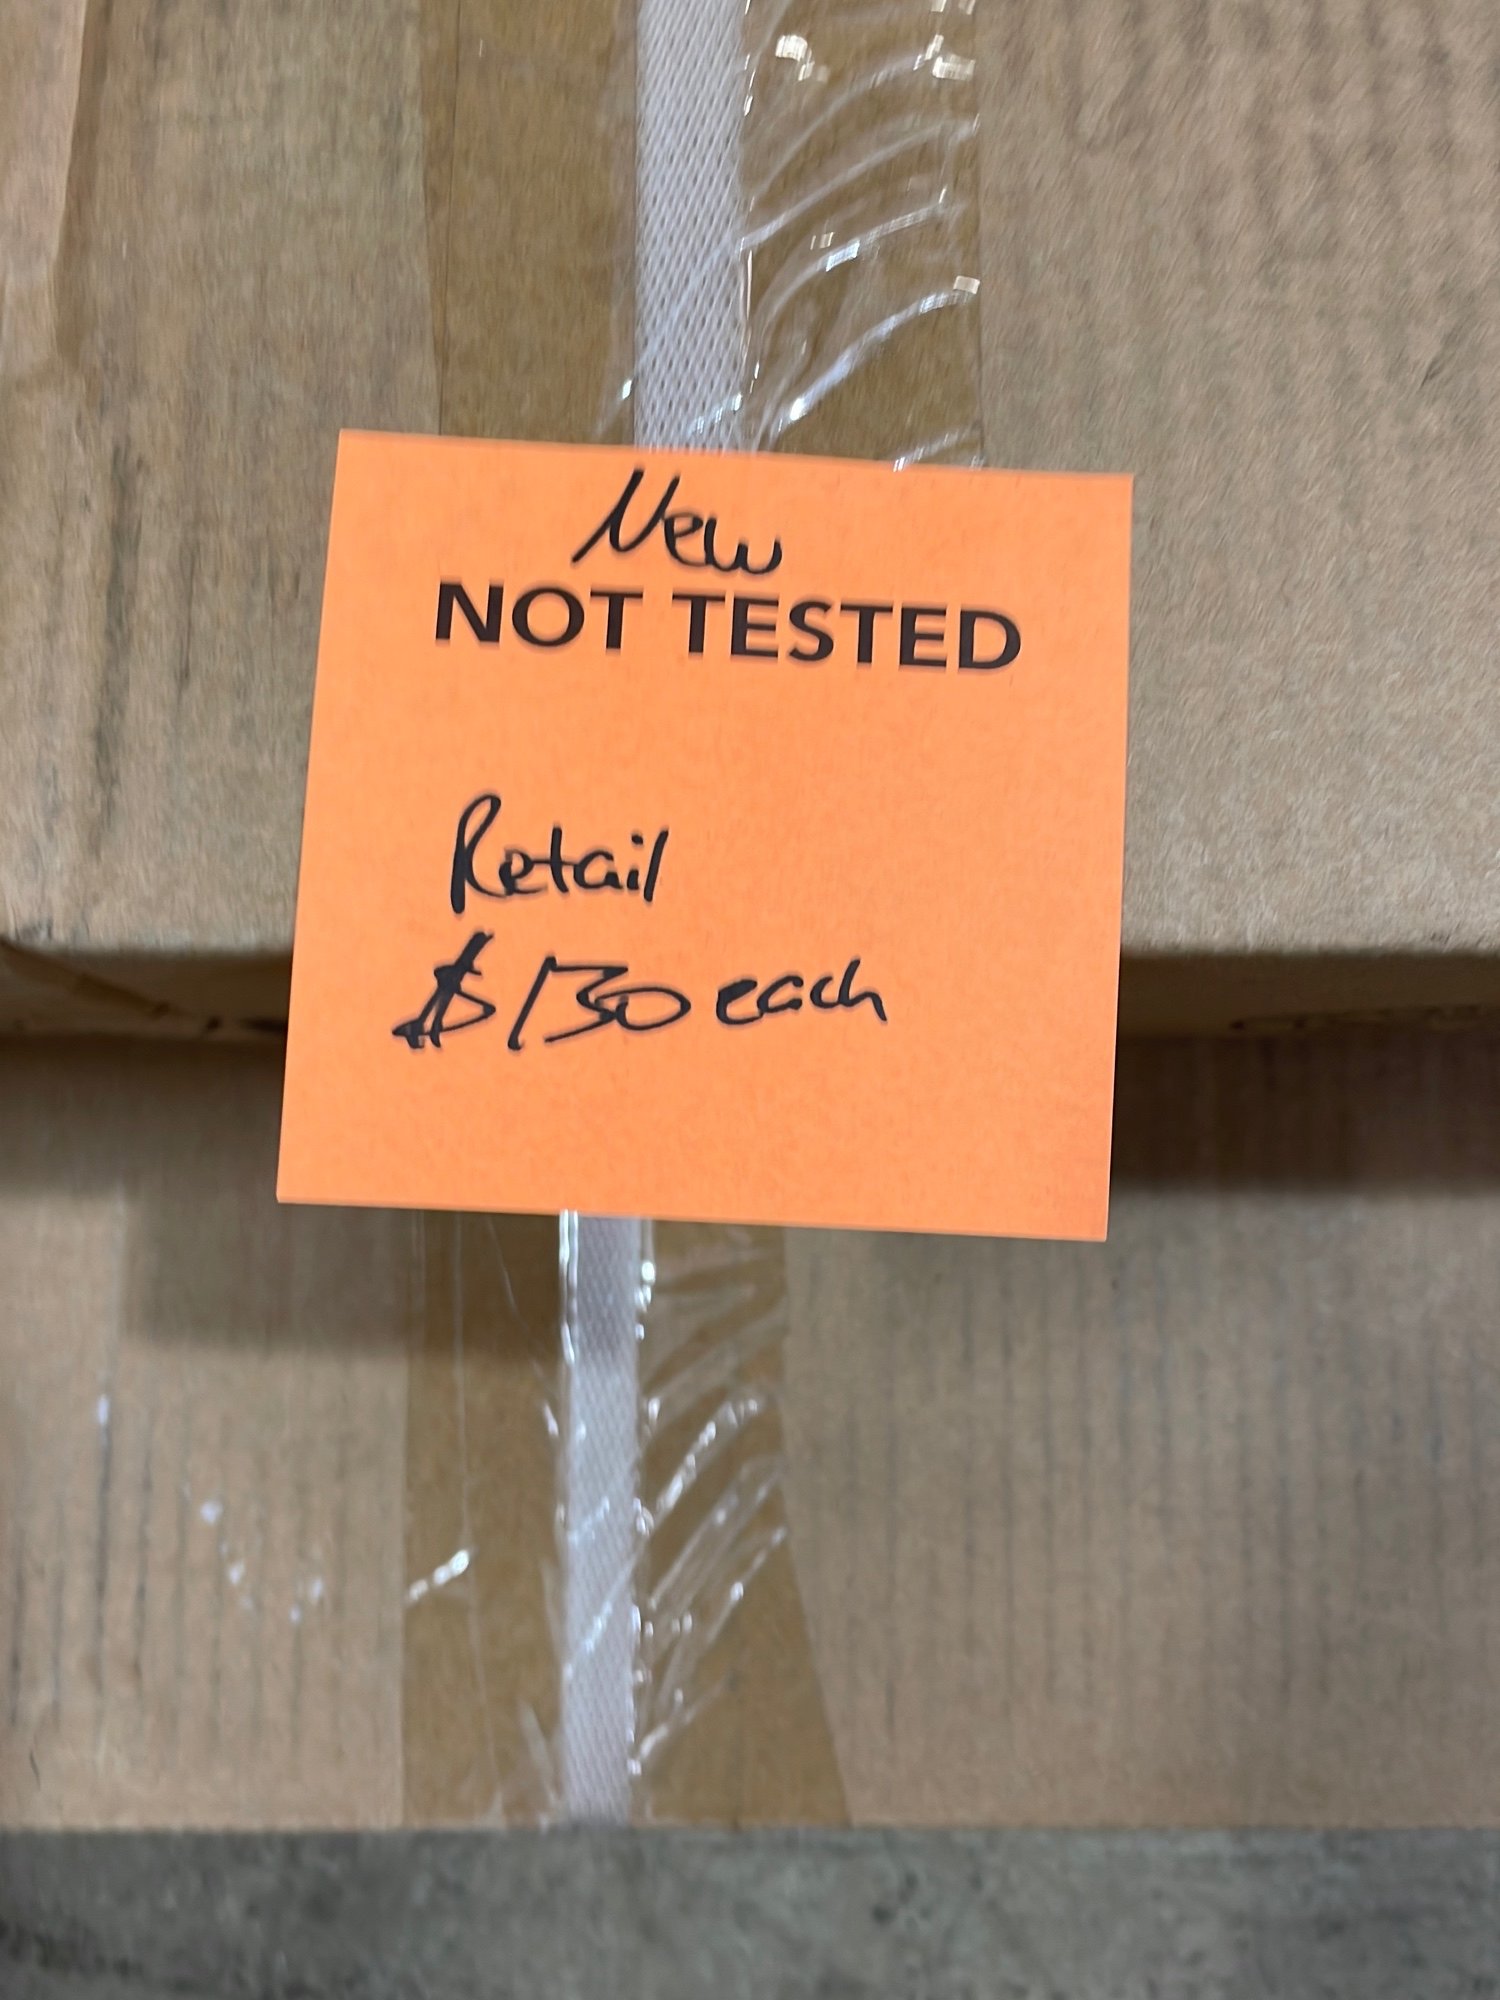 New
NOT TESTED
Retail
$130 each